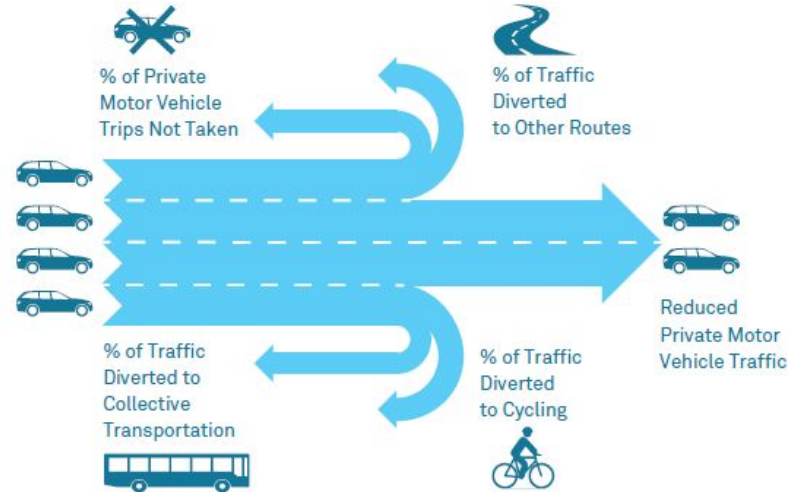 % of Private
Motor Vehicle
Trips Not Taken
% of Traffic
Diverted
to Other Routes
Reduced
Private Motor
Vehicle Traffic
% of Traffic
Diverted to
Collective
Transportation
% of Traffic
Diverted
to Cycling